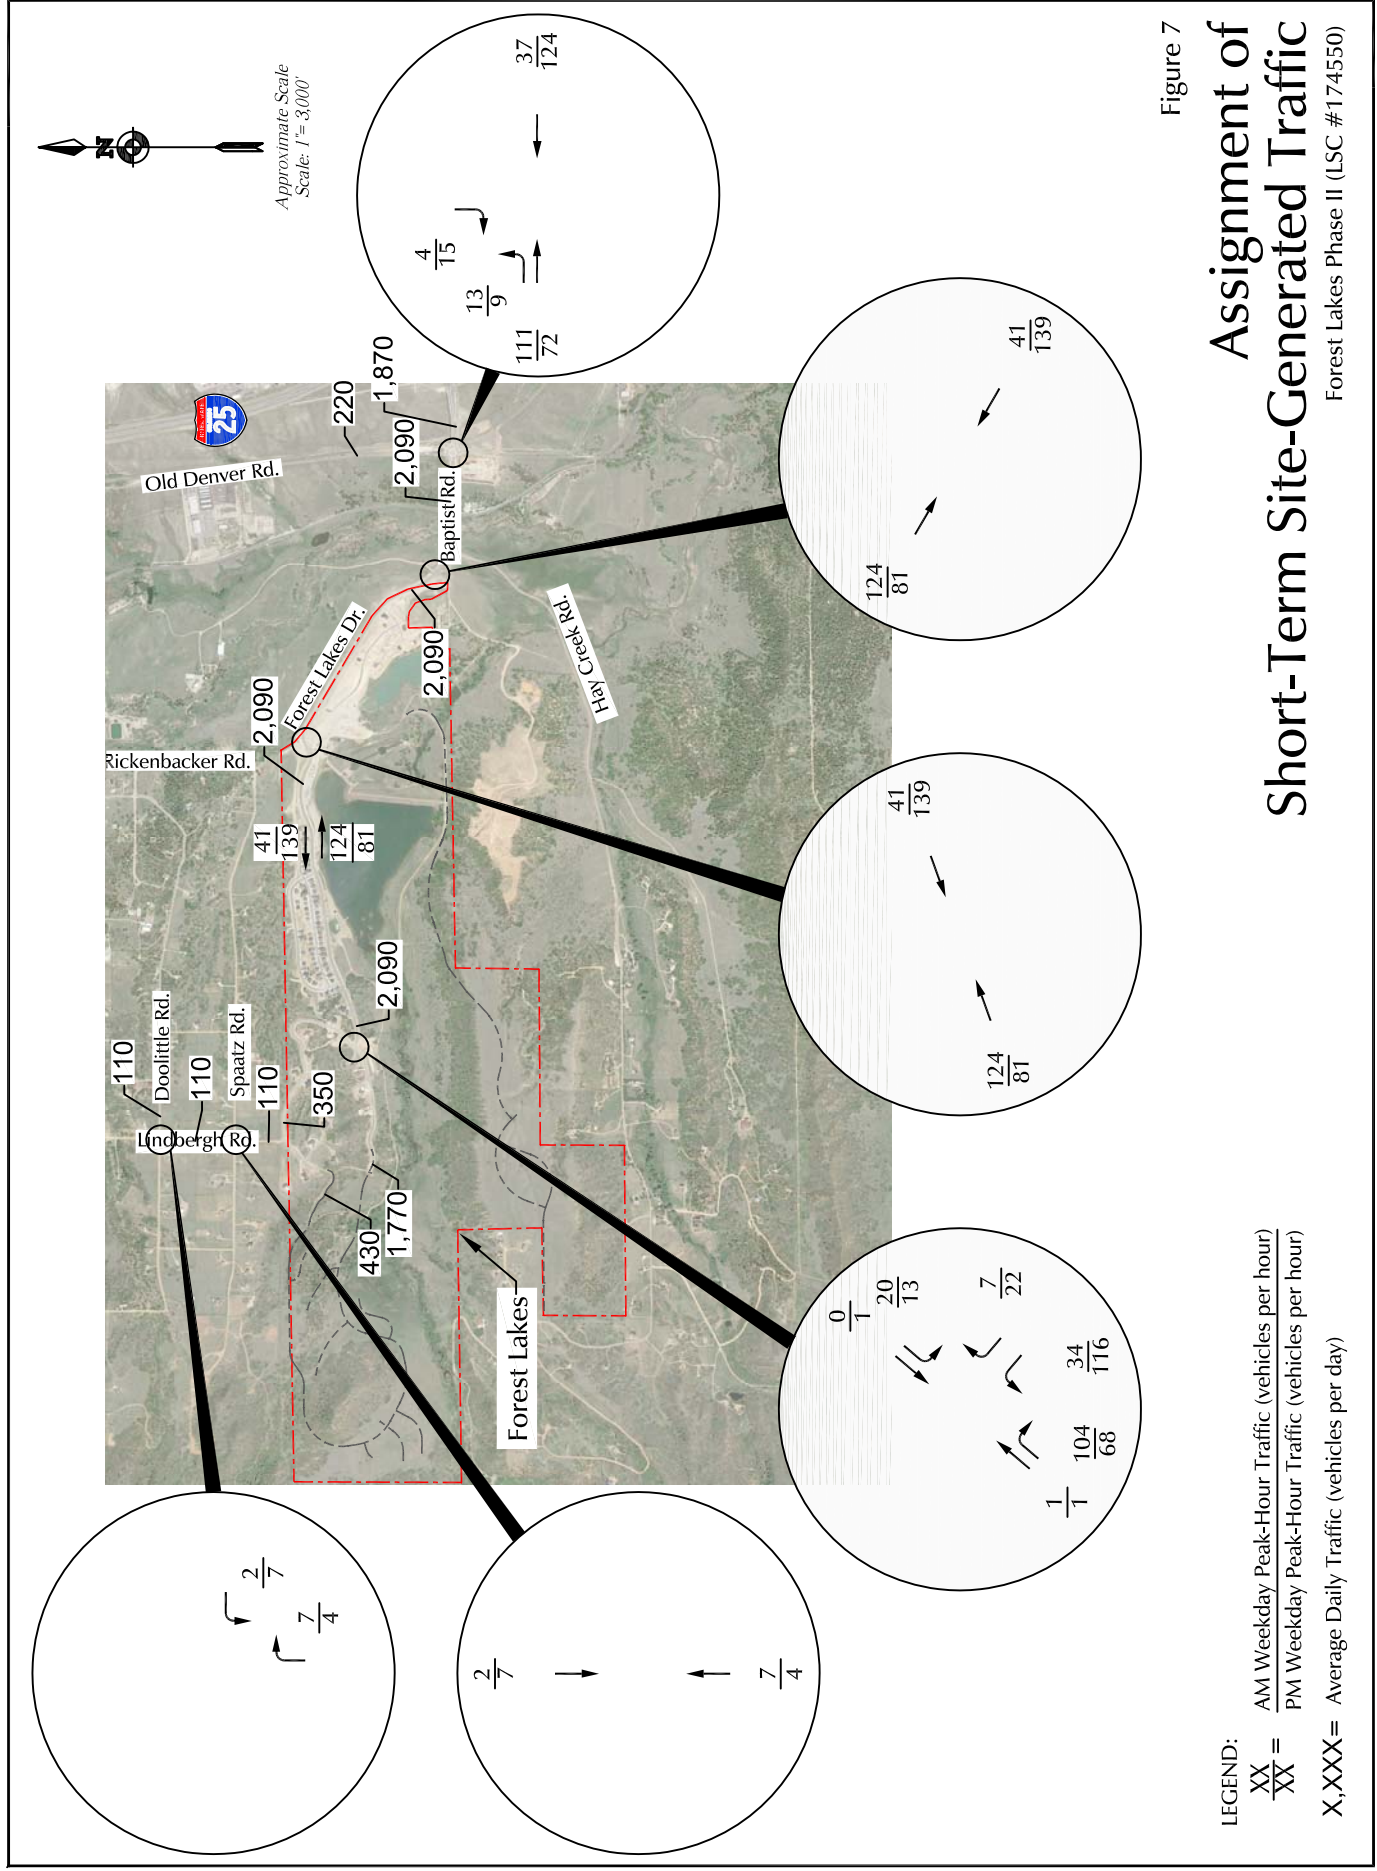 Approximate Scale
Scale: 1"= 3,000'
N
Figure 7
Assignment of
Short-Term Site-Generated Traffic
Forest Lakes Phase II (LSC #174550)
INTERSTATE
25
Old Denver Rd.
220
1,870
2,090
Baptist Rd.
Forest Lakes Dr.
2,090
Hay Creek Rd.
2,090
Rickenbacker Rd.
41
139
124
81
2,090
110
Doolittle Rd.
110
Spaatz Rd.
110
350
Lindbergh Rd.
430
1,770
Forest Lakes
37
124
4
15
13
9
111
72
41
139
124
81
41
139
124
81
0
1
20
13
7
22
34
116
104
68
1
1
2
7
7
4
2
7
7
4
LEGEND:
XX
XX =
AM Weekday Peak-Hour Traffic (vehicles per hour)
PM Weekday Peak-Hour Traffic (vehicles per hour)
X,XXX= Average Daily Traffic (vehicles per day)